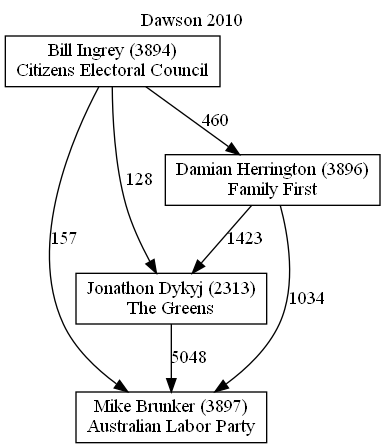 Dawson 2010
Bill Ingrey (3894)
Citizens Electoral Council
460
Damian Herrington (3896)
Family First
128
157
1423
Jonathon Dykyj (2313)
The Greens
1034
5048
Mike Brunker (3897)
Australian Labor Party